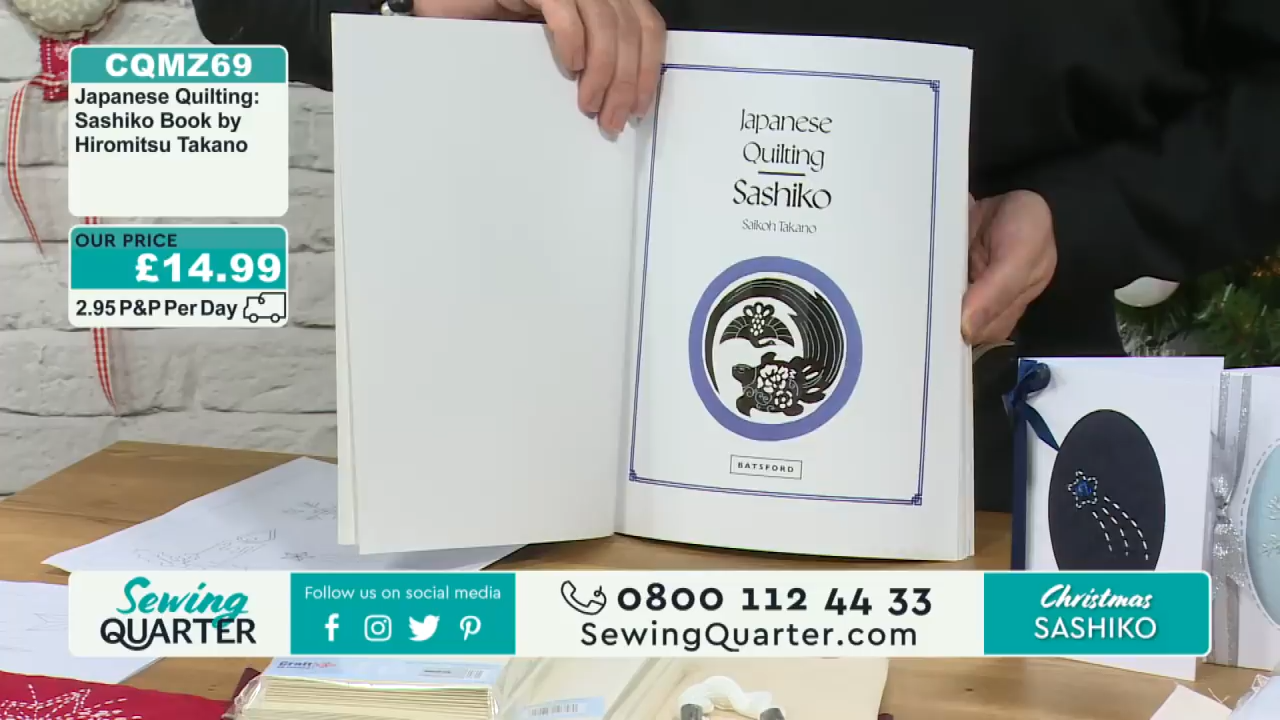 CQMZ69
Japanese Quilting:
Sashiko Book by
Hiromitsu Takano
OUR PRICE
£14.99
2.95 P&P Per Day
Japanese
Quilting
Sashiko
Saikoh Takano
BATSFORD
Sewing
QUARTER
Follow us on social media
0800 112 44 33
SewingQuarter.com
Christmas
SASHIKO
Craft